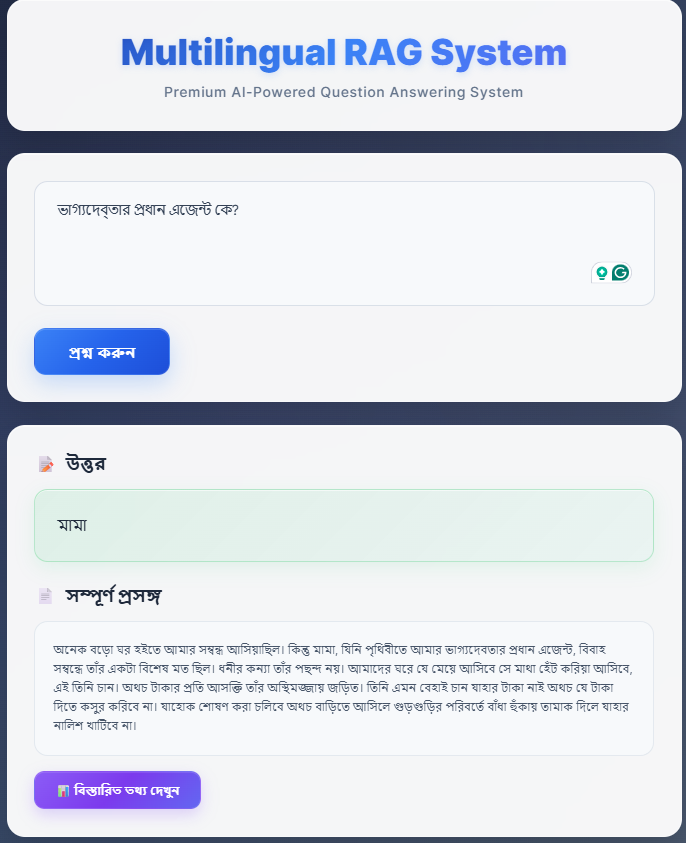 Multilingual RAG System
Premium AI-Powered Question Answering System
ভাগ্যদেব্তার প্রধান এজেন্ট কে?
প্রশ্ন করুন
উত্তর
মামা
সম্পূর্ণ প্রসঙ্গ
অনেক বড়ো ঘর হইতে আমার সম্বন্ধ আসিয়াছিল। কিন্তু মামা, যিনি পৃথিবীতে আমার ভাগ্যদেবতার প্রধান এজেন্ট, বিবাহ
সম্বন্ধে তাঁর একটা বিশেষ মত ছিল। ধনীর কন্যা তাঁর পছন্দ নয়। আমাদের ঘরে যে মেয়ে আসিবে সে মাথা হেঁট করিয়া আসিবে,
এই তিনি চান। অথচ টাকার প্রতি আসক্তি তাঁর অস্থিমজ্জায় জড়িত। তিনি এমন বেহাই চান যাহার টাকা নাই অথচ যে টাকা
দিতে কসুর করিবে না। যাহোক শোষণ করা চলিবে অথচ বাড়িতে আসিলে গুড়গুড়ির পরিবর্তে বাঁধা হুঁকায় তামাক দিলে যাহার
নালিশ খাটিবে না।
বিস্তারিত তথ্য দেখুন